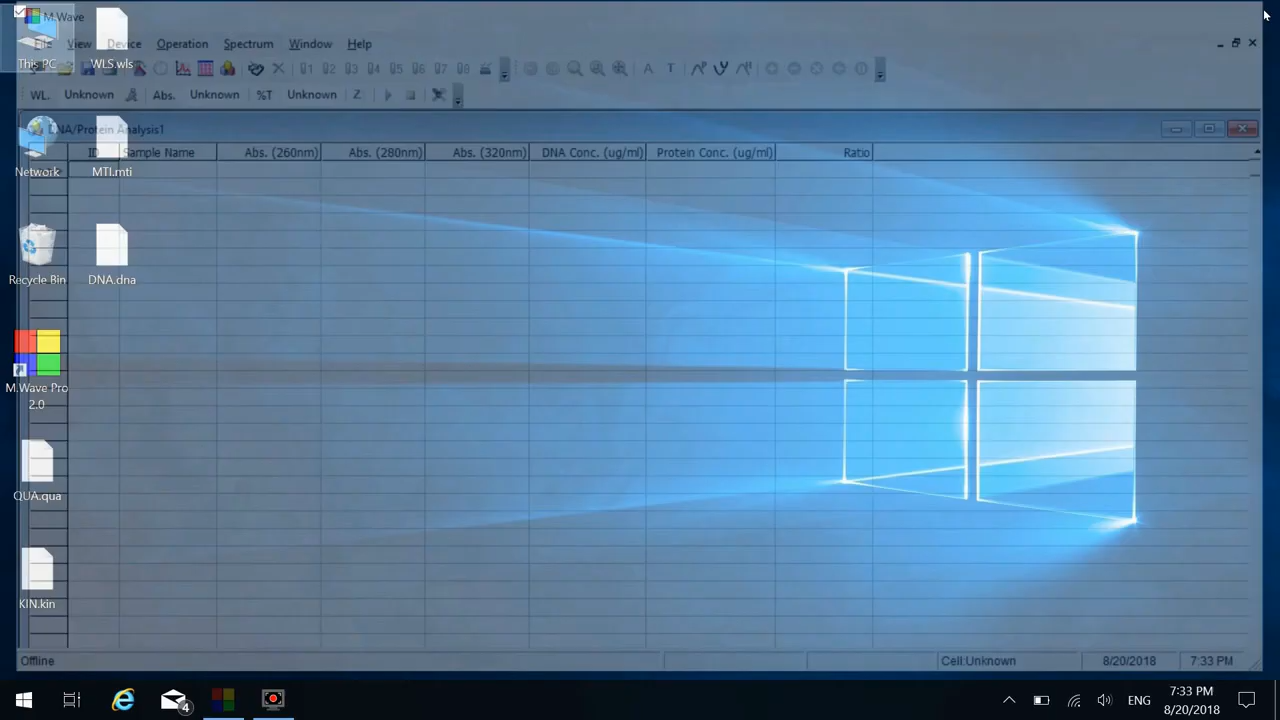 M.Wave
File View Device Operation Spectrum Window Help
This PC
WLS.wls
A T
WL. Unknown Abs. Unknown %T Unknown Z
DNA/Protein Analysis1
ID Sample Name Abs. (260nm) Abs. (280nm) Abs. (320nm) DNA Conc. (ug/ml) Protein Conc. (ug/ml) Ratio
Network
MTI.mti
Recycle Bin
DNA.dna
M.Wave Pro
2.0
QUA.qua
KIN.kin
Offline Cell:Unknown 8/20/2018 7:33 PM
4
ENG
7:33 PM
8/20/2018